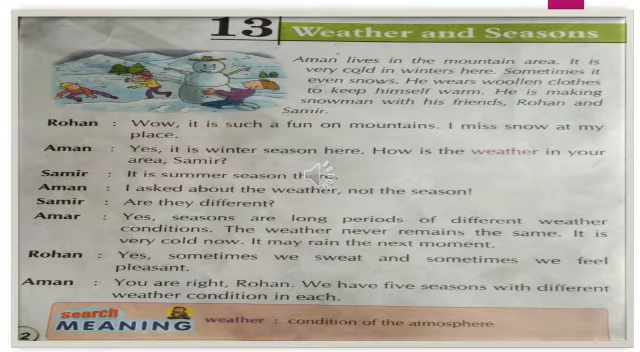 13 Weather and Seasons
Aman lives in the mountain area. It is
very cold in winters here. Sometimes it
even snows. He wears woollen clothes
to keep himself warm. He is making
snowman with his friends, Rohan and
Samir.
Rohan : Wow, it is such a fun on mountains. I miss snow at my
place.
Aman : Yes, it is winter season here. How is the weather in your
area, Samir?
Samir : It is summer season there.
Aman : I asked about the weather, not the season!
Samir : Are they different?
Amar : Yes, seasons are long periods of different weather
conditions. The weather never remains the same. It is
very cold now. It may rain the next moment.
Rohan : Yes, sometimes we sweat and sometimes we feel
pleasant.
Aman : You are right, Rohan. We have five seasons with different
weather condition in each.
search
MEANING
weather : condition of the atmosphere
2